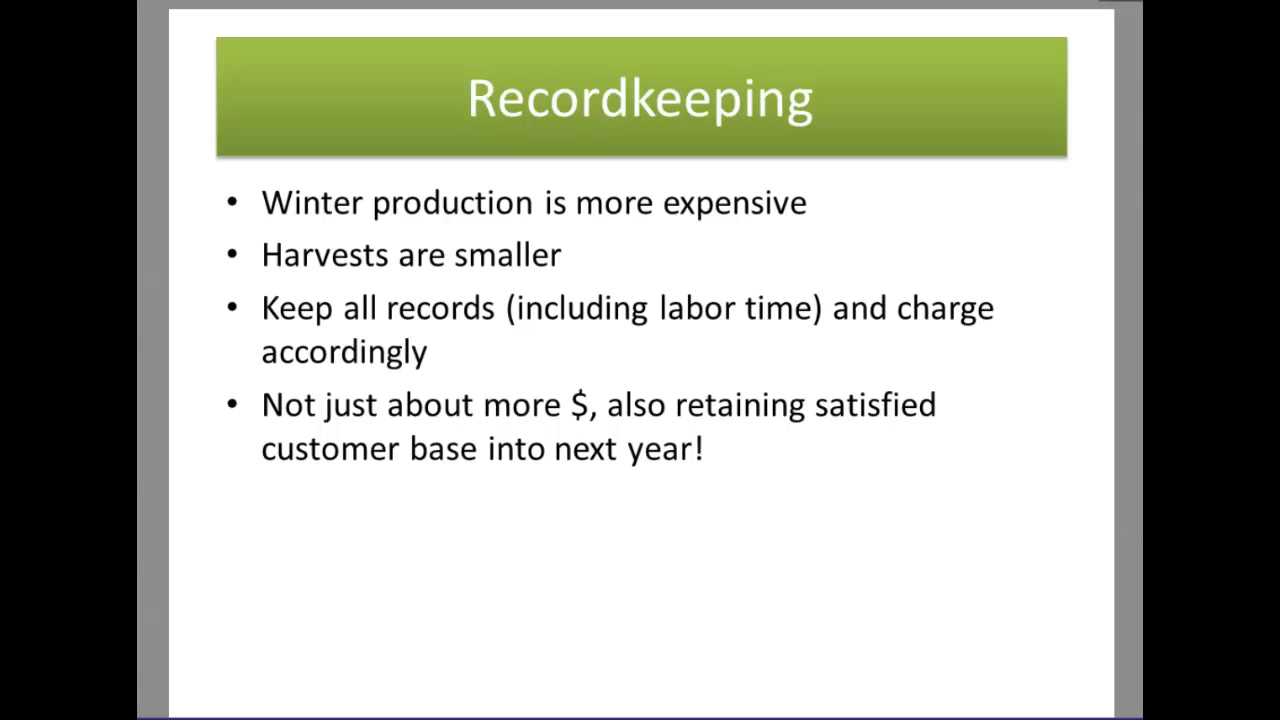 Recordkeeping
• Winter production is more expensive
• Harvests are smaller
• Keep all records (including labor time) and charge
accordingly
• Not just about more $, also retaining satisfied
customer base into next year!